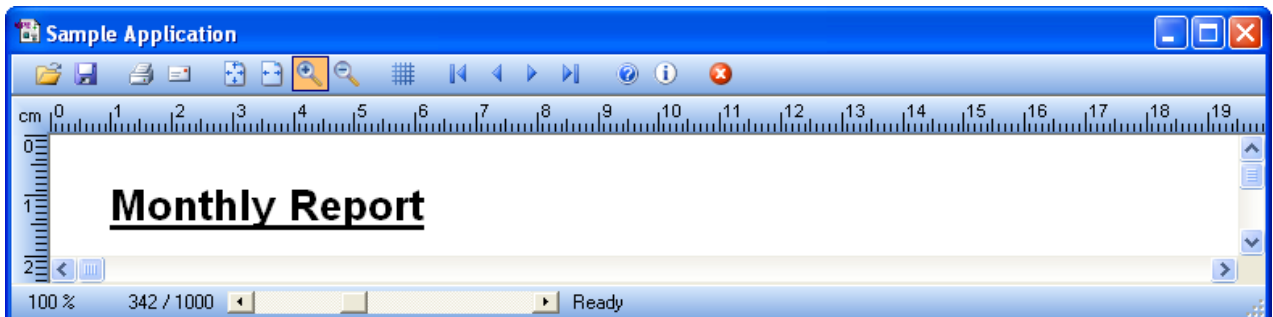 Sample Application
cm 0 1 2 3 4 5 6 7 8 9 10 11 12 13 14 15 16 17 18 19
0
Monthly Report
1
2
100 % 342 / 1000 Ready